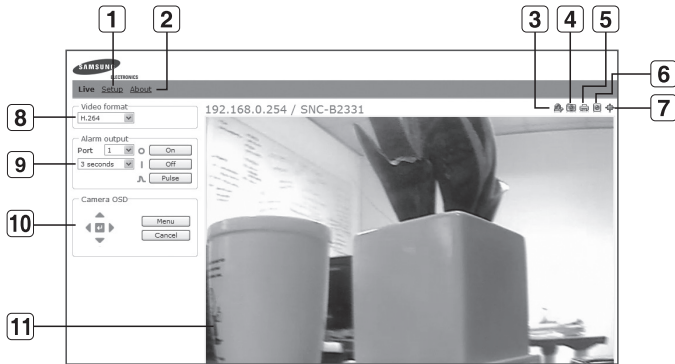 1
2
3
4
5
6
7
8
9
10
11
SAMSUNG
ELECTRONICS
Live Setup About
Video format
H.264
Alarm output
Port 1 On
3 seconds Off
Pulse
Camera OSD
Menu
Cancel
192.168.0.254 / SNC-B2331